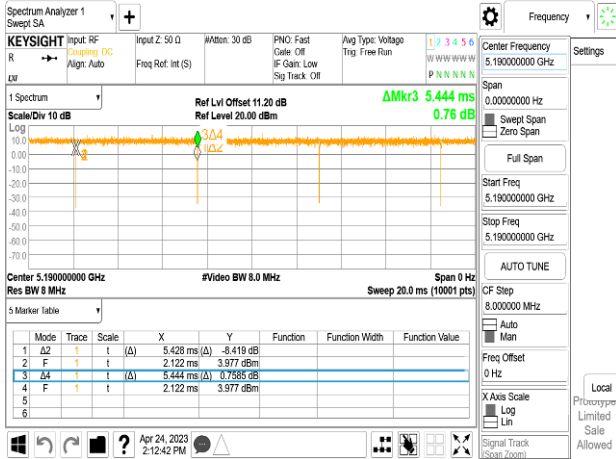 Spectrum Analyzer 1
Swept SA
Frequency
KEYSIGHT
R
Input: RF
Coupling: DC
Align: Auto
Input Z: 50 Ω
Freq Ref: Int (S)
#Atten: 30 dB
PNO: Fast
Gate: Off
IF Gain: Low
Sig Track: Off
Avg Type: Voltage
Trig: Free Run
1 2 3 4 5 6
W W W W W W
P N N N N N
Settings
1 Spectrum
Scale/Div 10 dB
Ref Lvl Offset 11.20 dB
Ref Level 20.00 dBm
ΔMkr3 5.444 ms
0.76 dB
Log
10.0
0.00
-10.0
-20.0
-30.0
-40.0
-50.0
-60.0
-70.0
3Δ4
1Δ2
Center 5.190000000 GHz
Res BW 8 MHz
#Video BW 8.0 MHz
Span 0 Hz
Sweep 20.0 ms (10001 pts)
5 Marker Table
Mode Trace Scale X Y Function Function Width Function Value
1 Δ2 1 t (Δ) 5.428 ms (Δ) -8.419 dB
2 F 1 t 2.122 ms 3.977 dBm
3 Δ4 1 t (Δ) 5.444 ms (Δ) 0.7585 dB
4 F 1 t 2.122 ms 3.977 dBm
5
6
Center Frequency
5.190000000 GHz
Span
0.00000000 Hz
Swept Span
Zero Span
Full Span
Start Freq
5.190000000 GHz
Stop Freq
5.190000000 GHz
AUTO TUNE
CF Step
8.000000 MHz
Auto
Man
Freq Offset
0 Hz
X Axis Scale
Log
Lin
Signal Track
(Span Zoom)
Local
Prototype
Limited
Sale
Allowed
Apr 24, 2023
2:12:42 PM
?